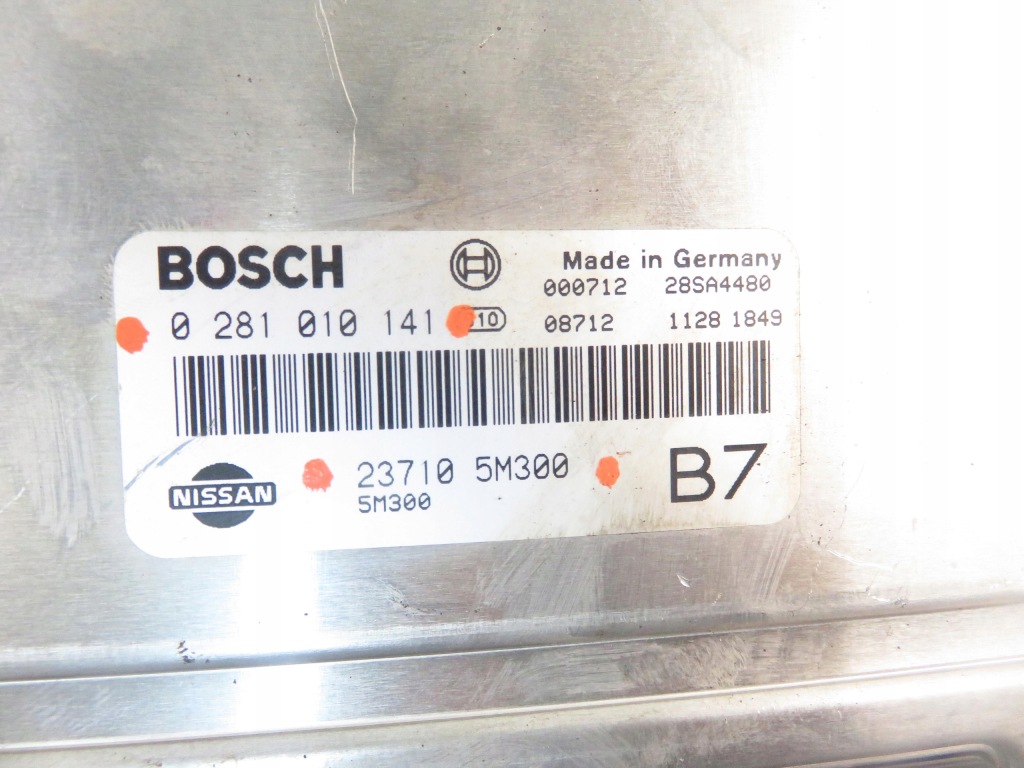 BOSCH
Made in Germany
000712 28SA4480
0 281 010 141 10 08712 1128 1849
NISSAN
23710 5M300
5M300
B7